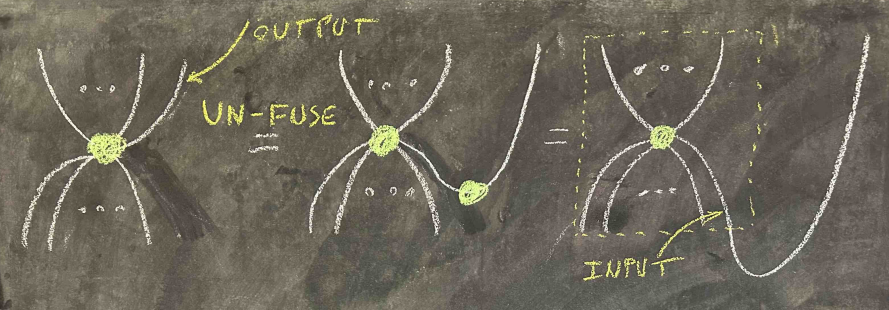 OUTPUT
UN-FUSE
=
=
INPUT